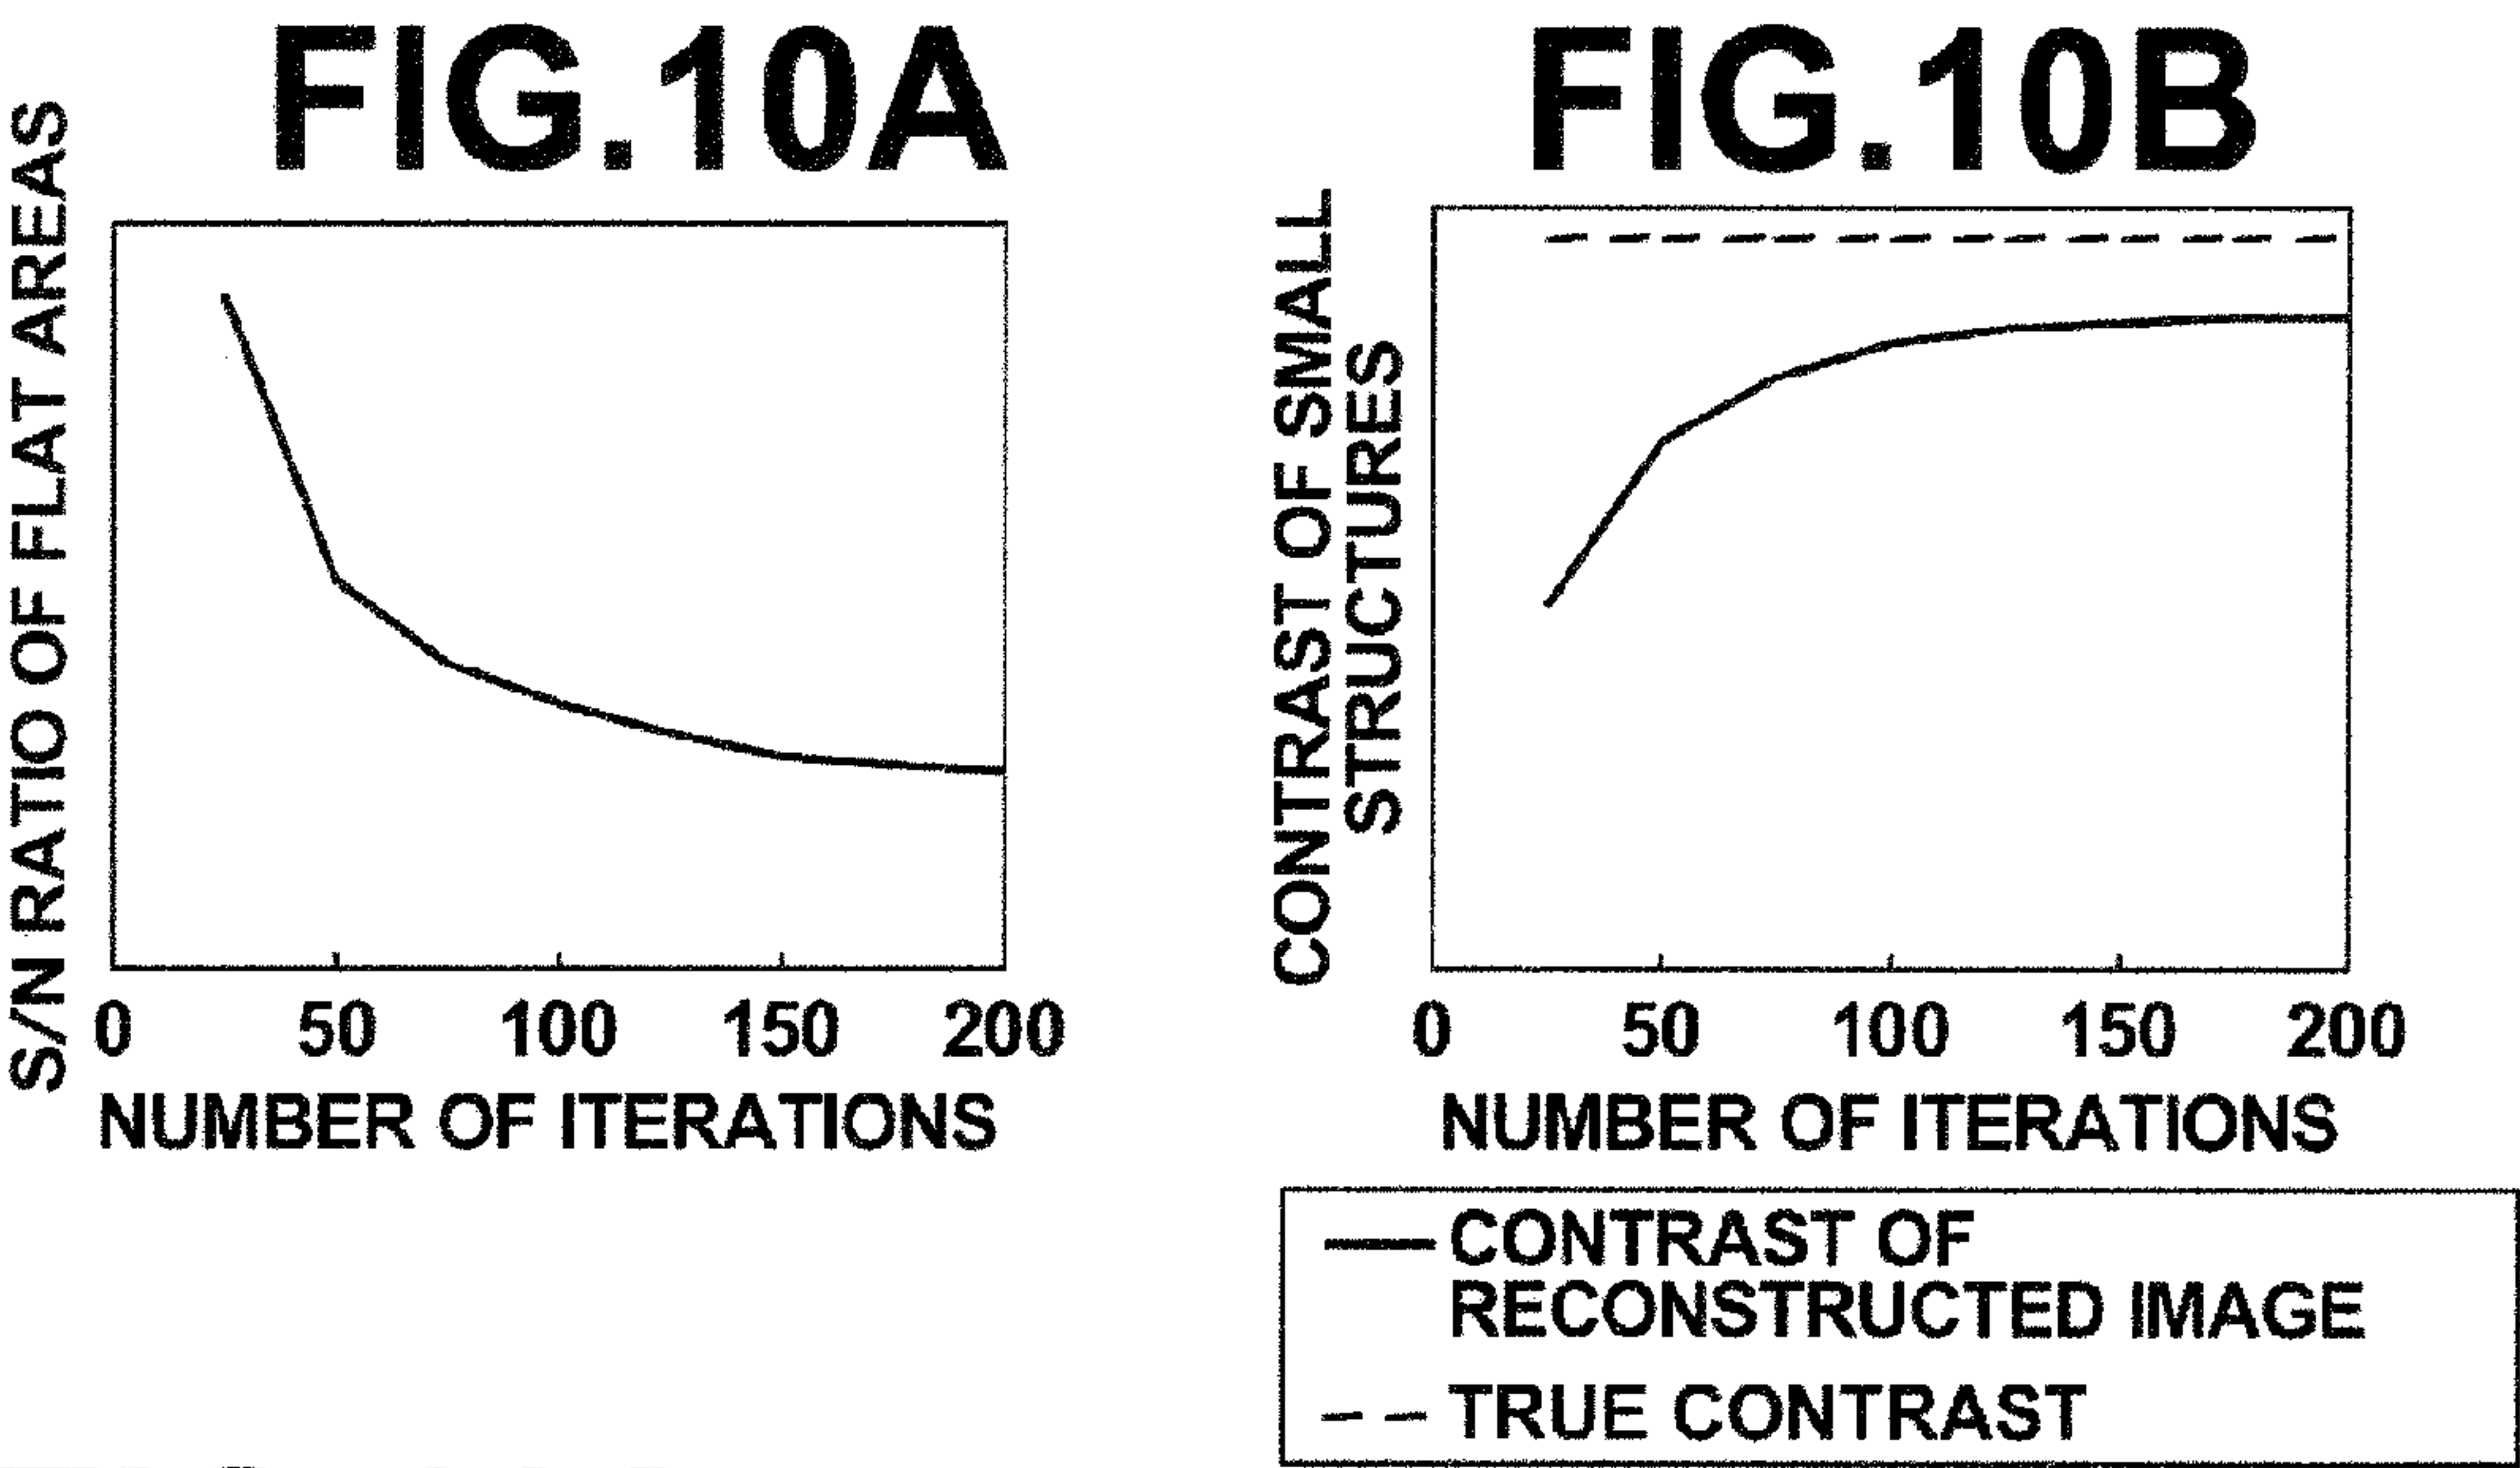 FIG.10A
S/N RATIO OF FLAT AREAS
0 50 100 150 200
NUMBER OF ITERATIONS
FIG.10B
CONTRAST OF SMALL
STRUCTURES
0 50 100 150 200
NUMBER OF ITERATIONS
CONTRAST OF
RECONSTRUCTED IMAGE
TRUE CONTRAST